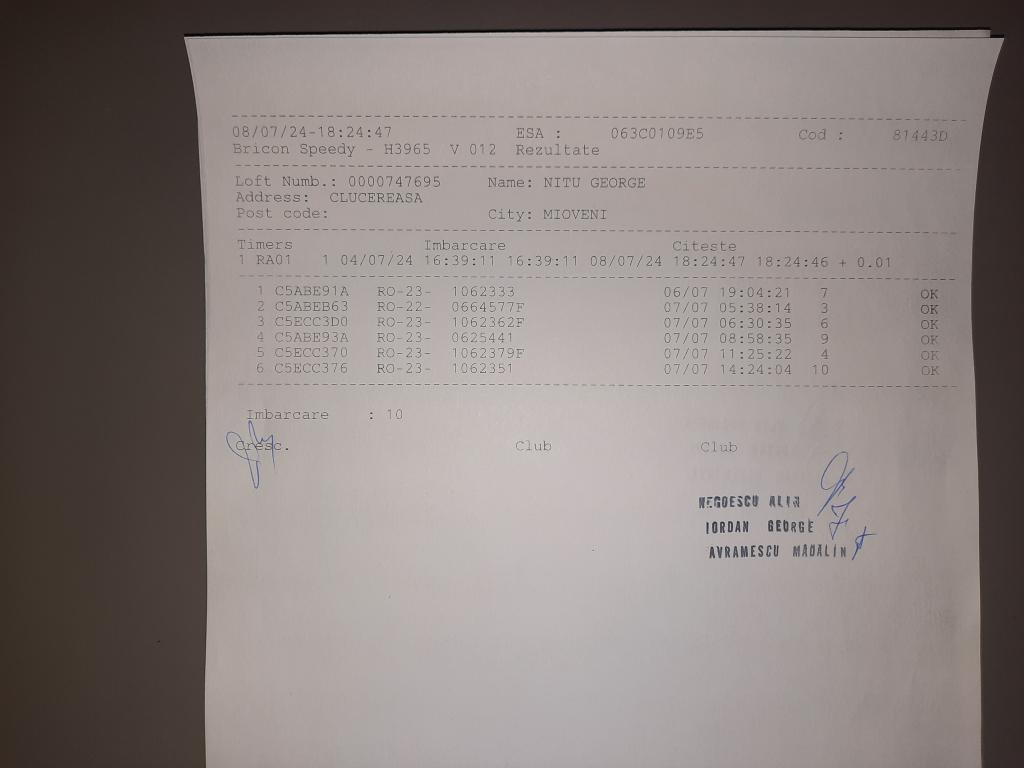 08/07/24-18:24:47 ESA : 063C0109E5 Cod : 81443D
Bricon Speedy - H3965 V 012 Rezultate
Loft Numb.: 0000747695 Name: NITU GEORGE
Address: CLUCEREASA
Post code: City: MIOVENI
Timers Imbarcare Citeste
1 RA01 1 04/07/24 16:39:11 16:39:11 08/07/24 18:24:47 18:24:46 + 0.01
1 C5ABE91A RO-23- 1062333 06/07 19:04:21 7 OK
2 C5ABEB63 RO-22- 0664577F 07/07 05:38:14 3 OK
3 C5ECC3D0 RO-23- 1062362F 07/07 06:30:35 6 OK
4 C5ABE93A RO-23- 0625441 07/07 08:58:35 9 OK
5 C5ECC370 RO-23- 1062379F 07/07 11:25:22 4 OK
6 C5ECC376 RO-23- 1062351 07/07 14:24:04 10 OK
Imbarcare : 10
Cresc. Club Club
NEGOESCU ALIN
IORDAN GEORGE
AVRAMESCU MADALIN